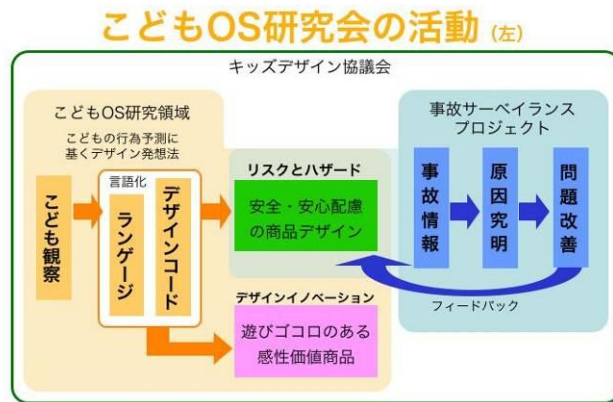 こどもOS研究会の活動 (左)
キッズデザイン協議会
こどもOS研究領域
こどもの行為予測に
基くデザイン発想法
こども観察
言語化
ランゲージ
デザインコード
リスクとハザード
安全・安心配慮
の商品デザイン
デザインイノベーション
遊びゴコロのある
感性価値商品
事故サーベイランス
プロジェクト
事故情報
原因究明
問題改善
フィードバック